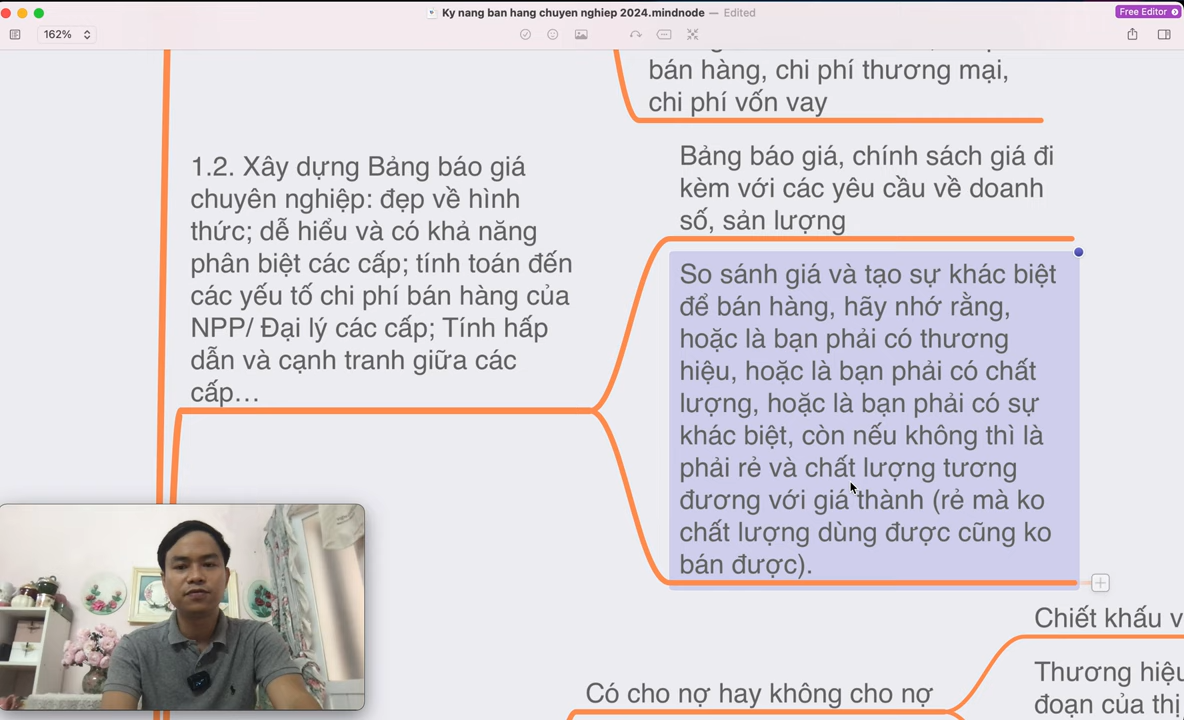 Ky nang ban hang chuyen nghiep 2024.mindnode — Edited
Free Editor
162%
bán hàng, chi phí thương mại,
chi phí vốn vay
1.2. Xây dựng Bảng báo giá
chuyên nghiệp: đẹp về hình
thức; dễ hiểu và có khả năng
phân biệt các cấp; tính toán đến
các yếu tố chi phí bán hàng của
NPP/ Đại lý các cấp; Tính hấp
dẫn và cạnh tranh giữa các
cấp…
Bảng báo giá, chính sách giá đi
kèm với các yêu cầu về doanh
số, sản lượng
So sánh giá và tạo sự khác biệt
để bán hàng, hãy nhớ rằng,
hoặc là bạn phải có thương
hiệu, hoặc là bạn phải có chất
lượng, hoặc là bạn phải có sự
khác biệt, còn nếu không thì là
phải rẻ và chất lượng tương
đương với giá thành (rẻ mà ko
chất lượng dùng được cũng ko
bán được).
Chiết khấu v
Thương hiệu
đoạn của thị
Có cho nợ hay không cho nợ